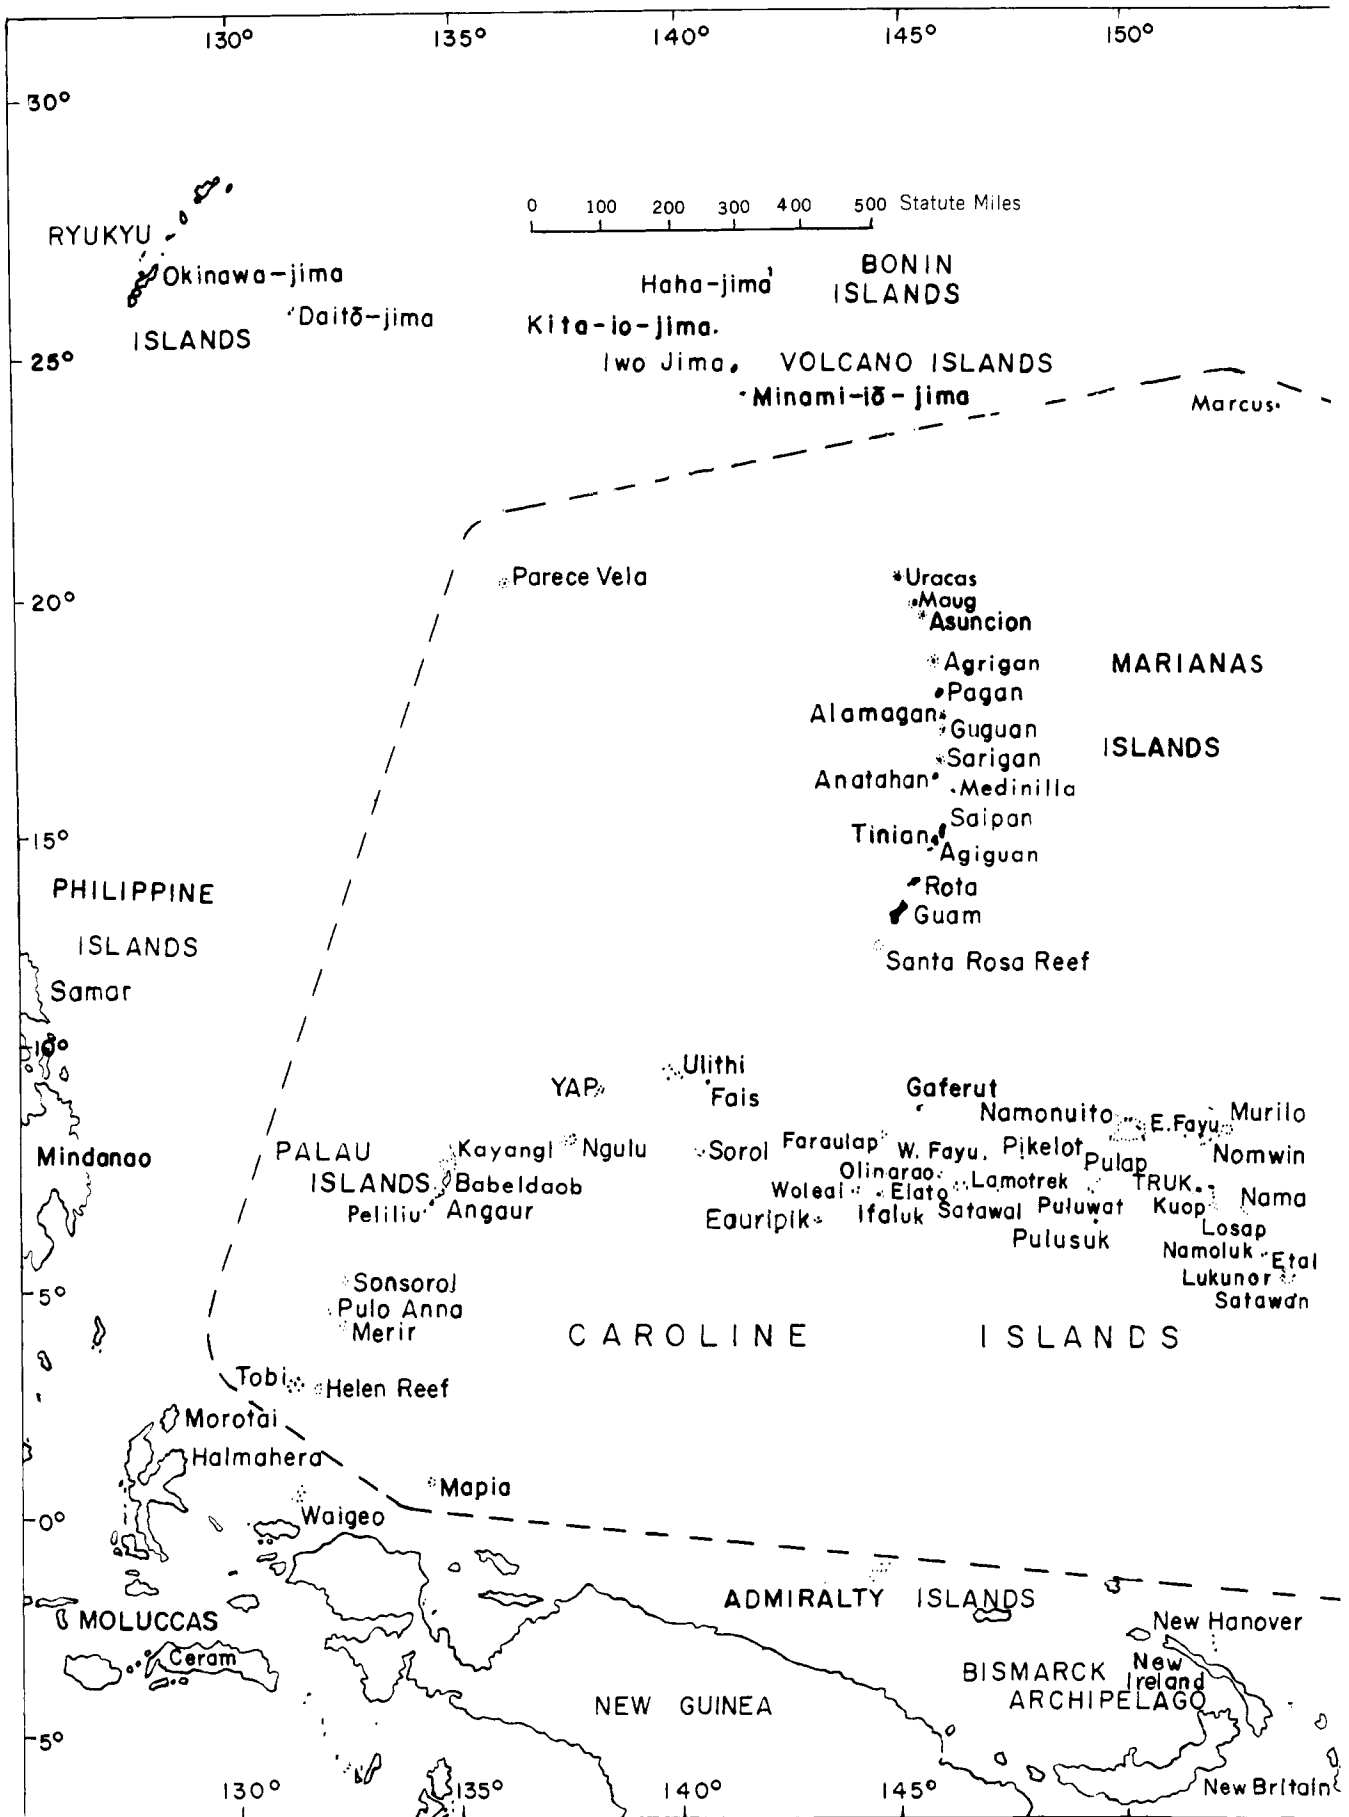 130° 135° 140° 145° 150°
30°
0 100 200 300 400 500 Statute Miles
RYUKYU
Okinawa-jima
Daitō-jima
ISLANDS
Haha-jima
BONIN
ISLANDS
Kita-io-jima
Iwo Jima
VOLCANO ISLANDS
25°
Minami-iō-jima
Marcus
Parece Vela
Uracas
20°
Maug
Asuncion
Agrigan
MARIANAS
Pagan
Alamagan
Guguan
ISLANDS
Sarigan
Anatahan
Medinilla
Saipan
15°
Tinian
Agiguan
PHILIPPINE
Rota
Guam
ISLANDS
Santa Rosa Reef
Samar
10°
Ulithi
YAP
Fais
Gaferut
Namonuito
E. Fayu
Murilo
Mindanao
PALAU
Kayangl
Ngulu
Sorol
Faraulap
W. Fayu
Pikelot
Pulap
Nomwin
ISLANDS
Babeldaob
Olinarao
Lamotrek
TRUK
Woleai
Elato
Peliliu
Angaur
Eauripik
Ifaluk
Satawal
Puluwat
Kuop
Nama
Pulusuk
Losap
Namoluk
Etal
Lukunor
Satawan
5°
Sonsorol
Pulo Anna
Merir
CAROLINE ISLANDS
Tobi
Helen Reef
Morotai
Halmahera
Mapia
0°
Waigeo
ADMIRALTY ISLANDS
MOLUCCAS
New Hanover
Ceram
BISMARCK
ARCHIPELAGO
New
Ireland
NEW GUINEA
5°
New Britain
130° 135° 140° 145°